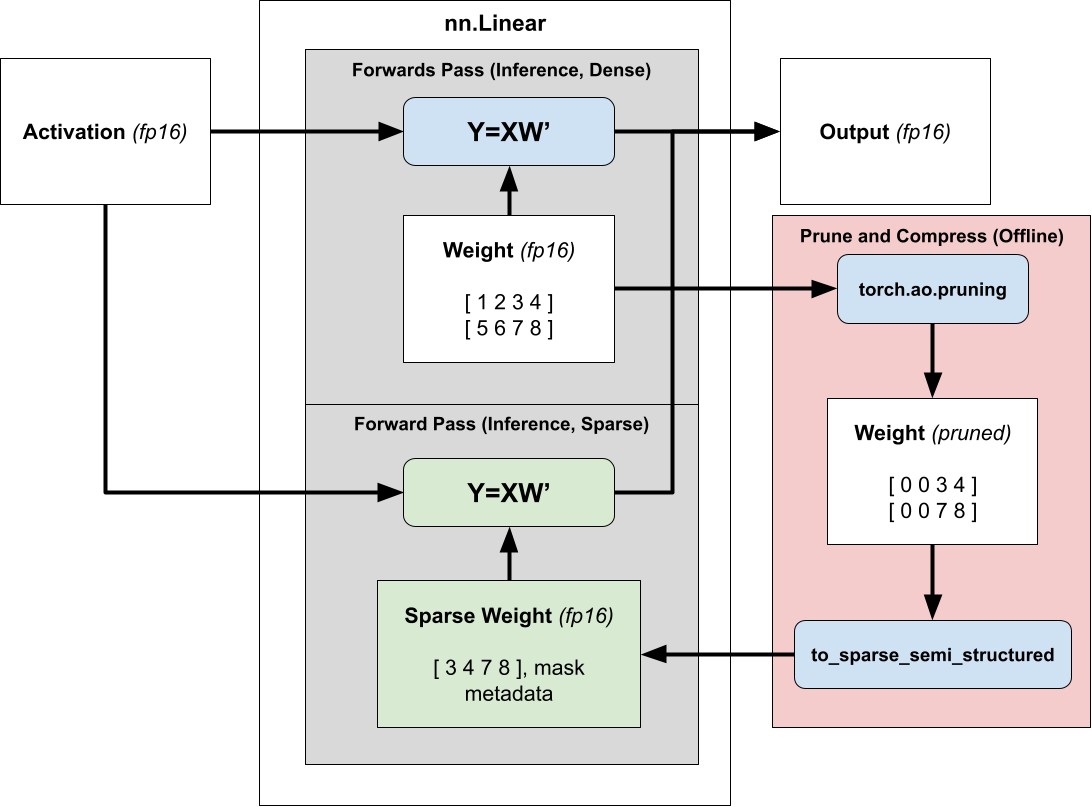 nn.Linear
Forwards Pass (Inference, Dense)
Activation (fp16)
Y=XW’
Output (fp16)
Weight (fp16)
[ 1 2 3 4 ]
[ 5 6 7 8 ]
Prune and Compress (Offline)
torch.ao.pruning
Weight (pruned)
[ 0 0 3 4 ]
[ 0 0 7 8 ]
to_sparse_semi_structured
Forward Pass (Inference, Sparse)
Y=XW’
Sparse Weight (fp16)
[ 3 4 7 8 ], mask
metadata